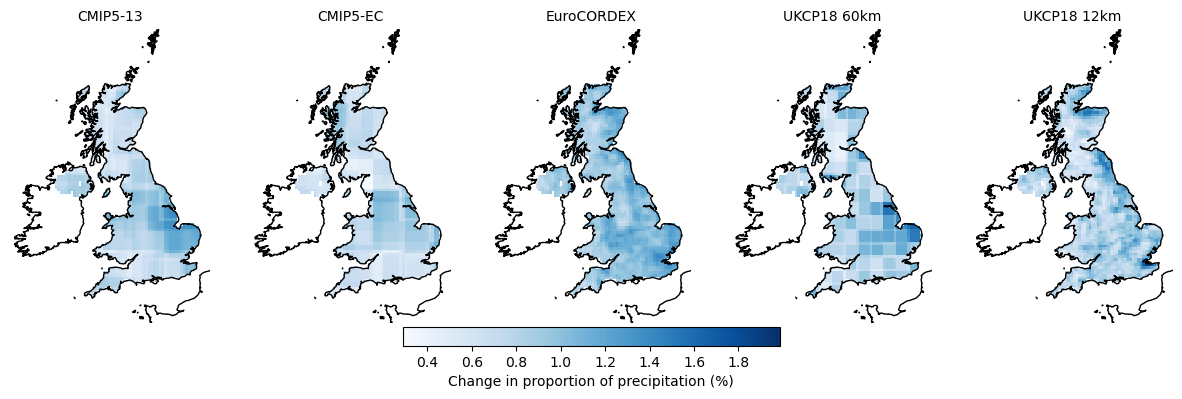 CMIP5-13 CMIP5-EC EuroCORDEX UKCP18 60km UKCP18 12km
0.4 0.6 0.8 1.0 1.2 1.4 1.6 1.8
Change in proportion of precipitation (%)